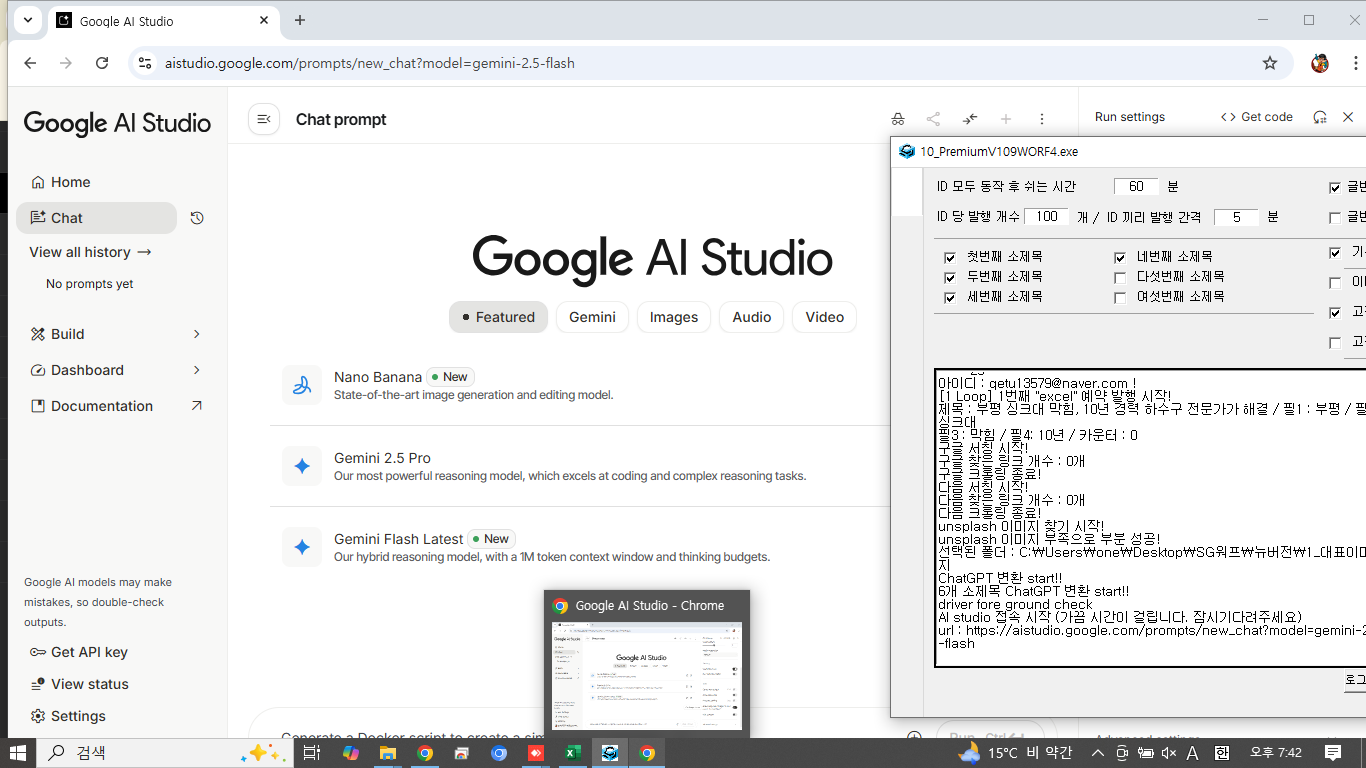 Google AI Studio
aistudio.google.com/prompts/new_chat?model=gemini-2.5-flash
Google AI Studio
Home
Chat
View all history →
No prompts yet
Build
Dashboard
Documentation
Google AI models may make
mistakes, so double-check
outputs.
Get API key
View status
Settings
Chat prompt
Google AI Studio
Featured
Gemini
Images
Audio
Video
Nano Banana New
State-of-the-art image generation and editing model.
Gemini 2.5 Pro
Our most powerful reasoning model, which excels at coding and complex reasoning tasks.
Gemini Flash Latest New
Our hybrid reasoning model, with a 1M token context window and thinking budgets.
Run settings
<> Get code
10_PremiumV109WORF4.exe
ID 모두 동작 후 쉬는 시간 60 분
ID 당 발행 개수 100 개 / ID 끼리 발행 간격 5 분
첫번째 소제목 네번째 소제목
두번째 소제목 다섯번째 소제목
세번째 소제목 여섯번째 소제목
아이디 : qetu13579@naver.com !
[1 Loop] 1번째 "excel" 예약 발행 시작!
제목 : 부평 싱크대 막힘, 10년 경력 하수구 전문가가 해결 / 필1 : 부평 / 필
싱크대
필3 : 막힘 / 필4: 10년 / 카운터 : 0
구글 서칭 시작!
구글 찾은 링크 개수 : 0개
구글 크롤링 종료!
다음 서칭 시작!
다음 찾은 링크 개수 : 0개
다음 크롤링 종료!
unsplash 이미지 찾기 시작!
unsplash 이미지 부족으로 부분 성공!
선택된 폴더 : C:₩Users₩one₩Desktop₩SG워프₩뉴버전₩1_대표이미
지
ChatGPT 변환 start!!
6개 소제목 ChatGPT 변환 start!!
driver fore ground check
AI studio 접속 시작 (가끔 시간이 걸립니다. 잠시기다려주세요)
url : https://aistudio.google.com/prompts/new_chat?model=gemini-2
-flash
로그
Google AI Studio - Chrome
Google AI Studio
검색
15°C 비 약간
A
한
오후 7:42